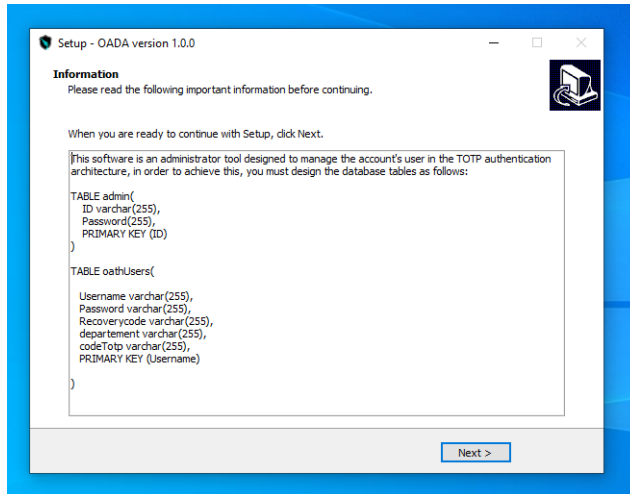 Setup - OADA version 1.0.0
Information
Please read the following important information before continuing.
When you are ready to continue with Setup, click Next.
This software is an administrator tool designed to manage the account's user in the TOTP authentication
architecture, in order to achieve this, you must design the database tables as follows:
TABLE admin(
ID varchar(255),
Password(255),
PRIMARY KEY (ID)
)
TABLE oathUsers(
Username varchar(255),
Password varchar(255),
Recoverycode varchar(255),
departement varchar(255),
codeTotp varchar(255),
PRIMARY KEY (Username)
)
Next >